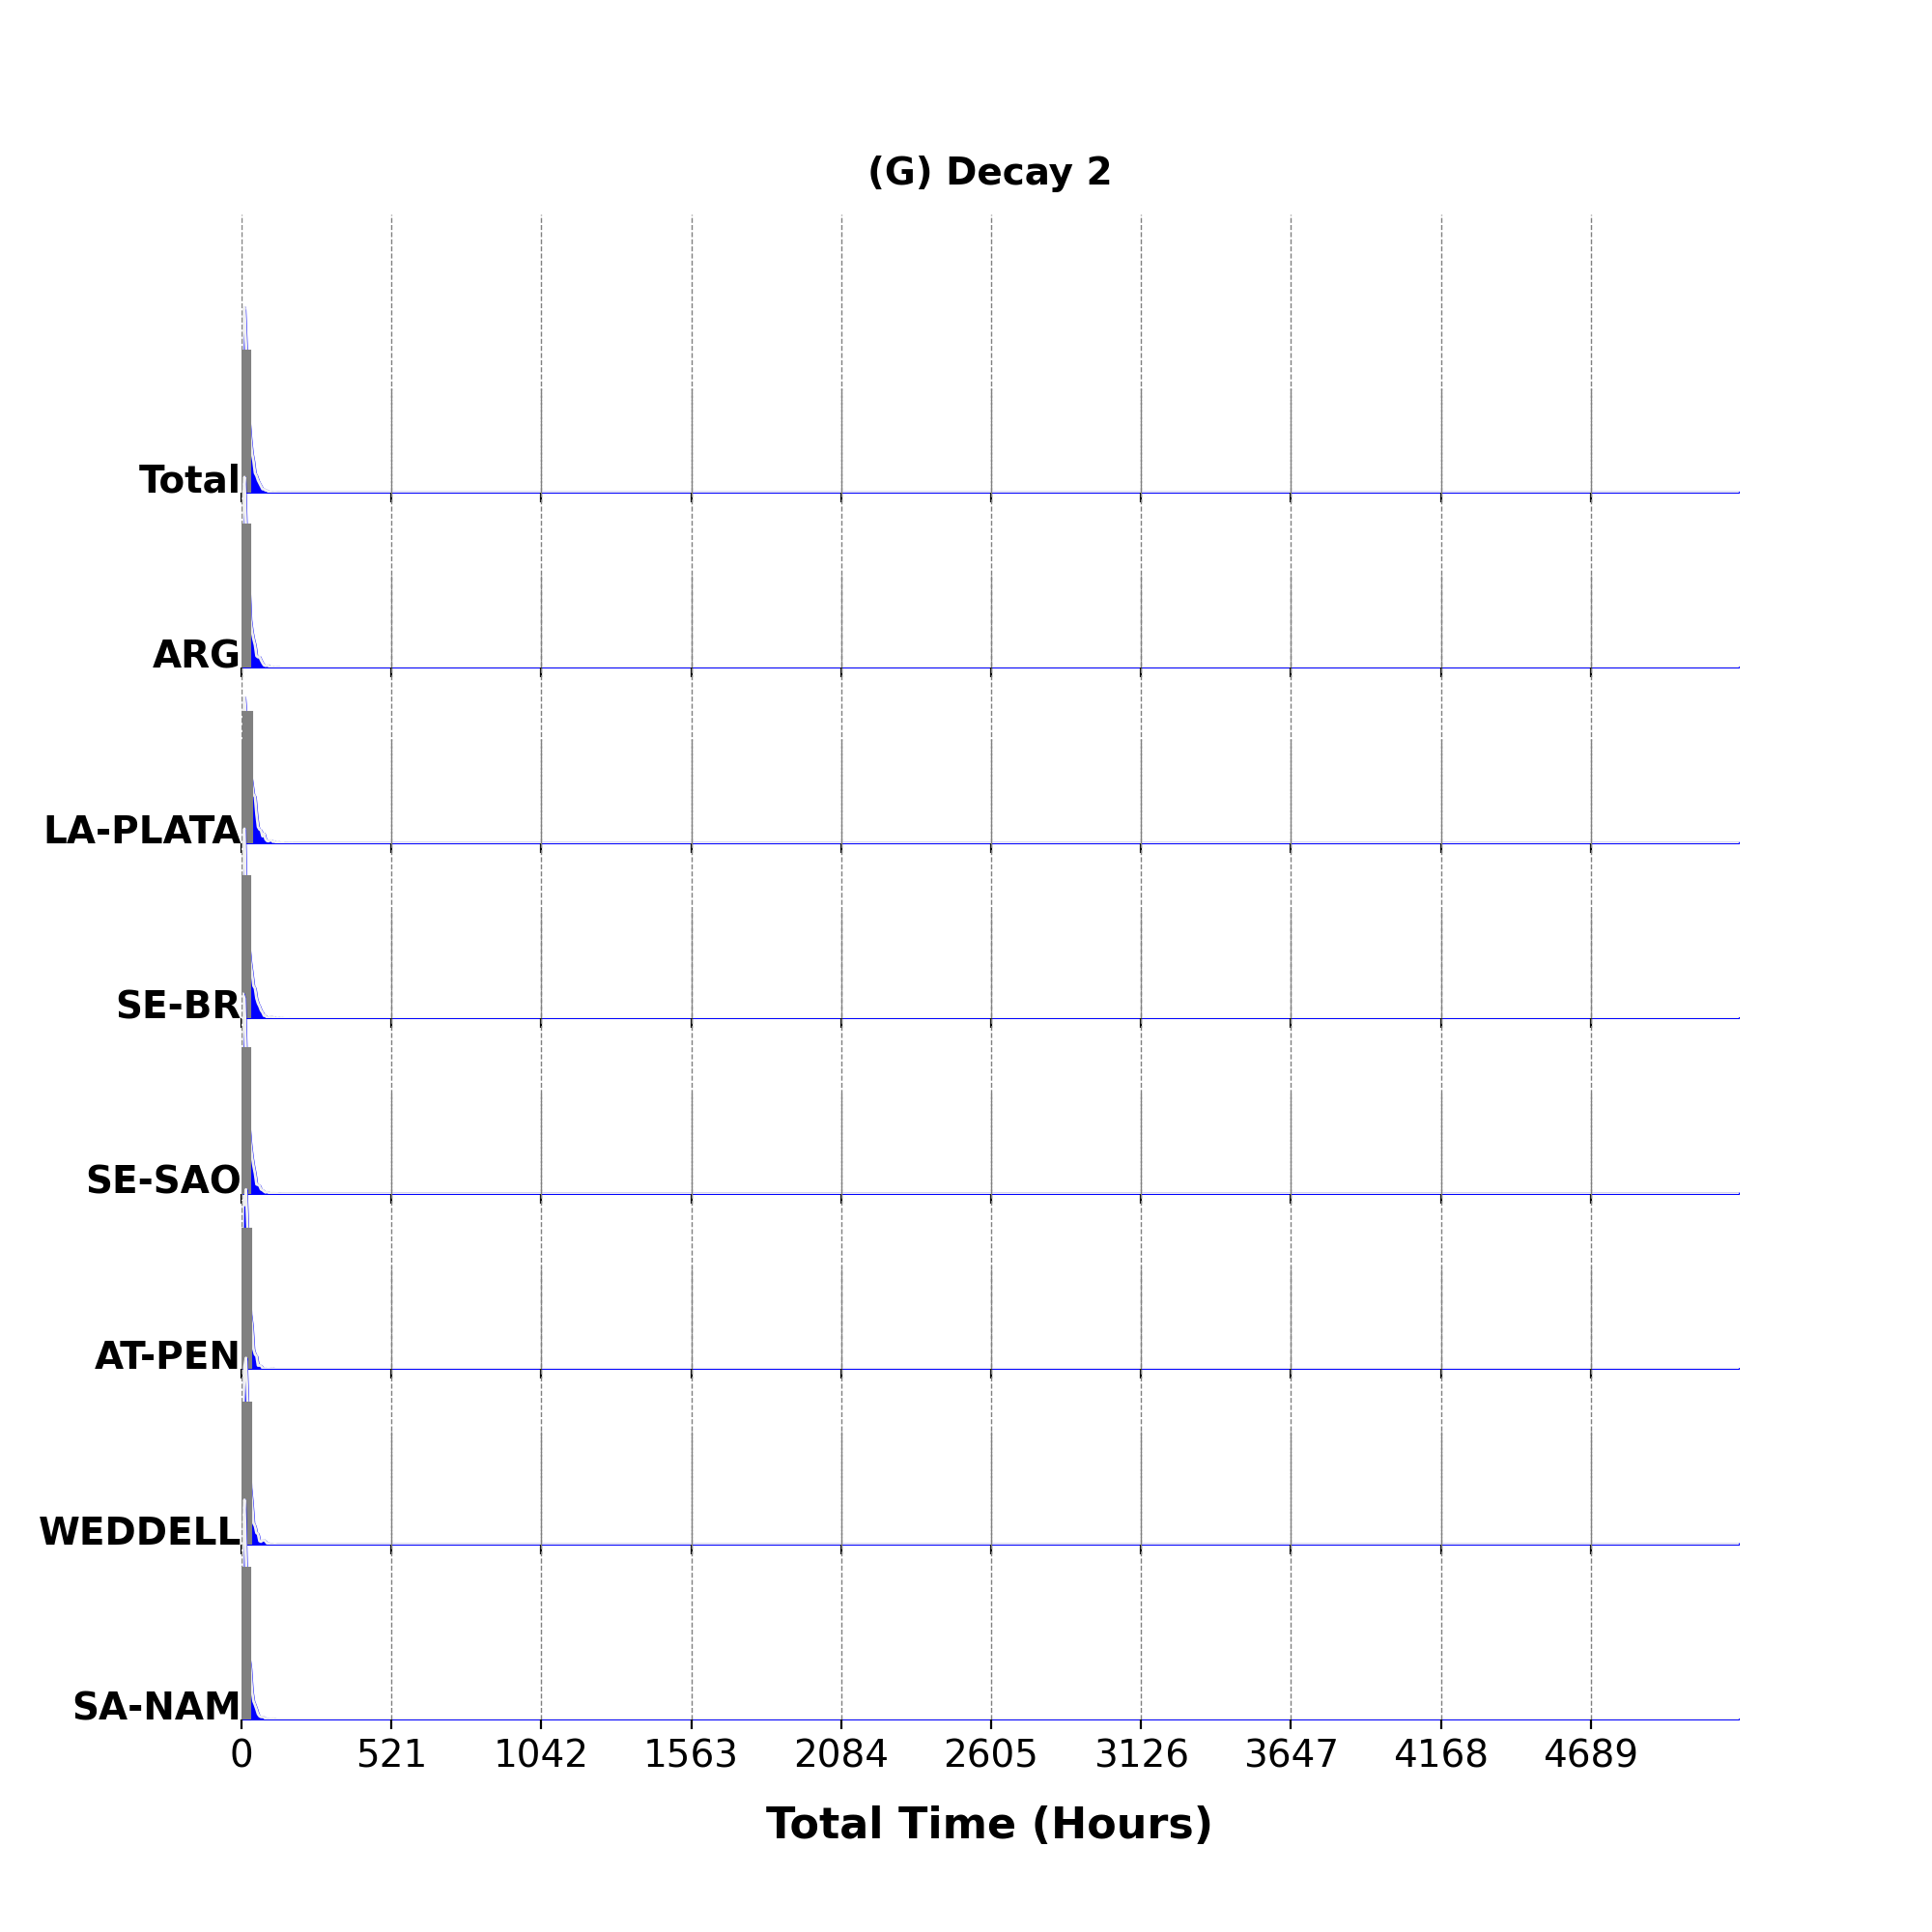 (G) Decay 2
Total
ARG
LA-PLATA
SE-BR
SE-SAO
AT-PEN
WEDDELL
SA-NAM
0 521 1042 1563 2084 2605 3126 3647 4168 4689
Total Time (Hours)